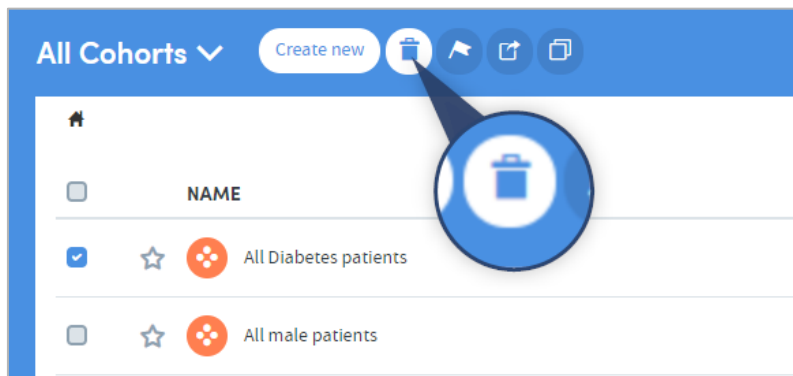 All Cohorts
Create new
NAME
All Diabetes patients
All male patients